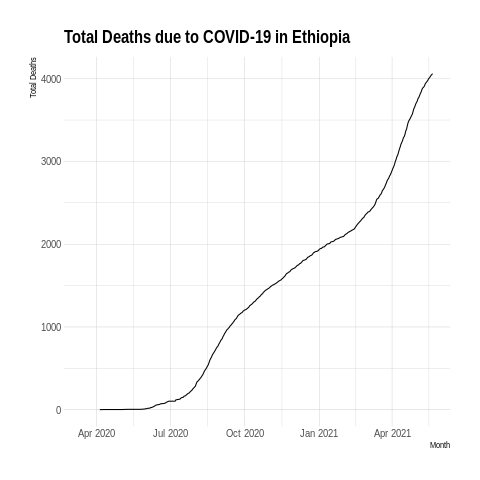 Total Deaths due to COVID-19 in Ethiopia
Total Deaths
4000
3000
2000
1000
0
Apr 2020 Jul 2020 Oct 2020 Jan 2021 Apr 2021
Month